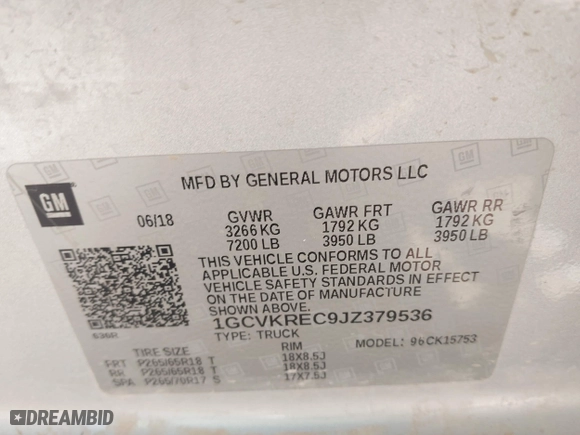 GM
MFD BY GENERAL MOTORS LLC
06/18 GVWR GAWR FRT GAWR RR
3266 KG 1792 KG 1792 KG
7200 LB 3950 LB 3950 LB
THIS VEHICLE CONFORMS TO ALL
APPLICABLE U.S. FEDERAL MOTOR
VEHICLE SAFETY STANDARDS IN EFFECT
ON THE DATE OF MANUFACTURE
SHOWN ABOVE.
1GCVKREC9JZ379536
TYPE: TRUCK MODEL: 96CK15753
TIRE SIZE RIM
FRT P265/65R18 T 18X8.5J
RR P265/65R18 T 18X8.5J
SPA P265/70R17 S 17X7.5J
© DREAMBID